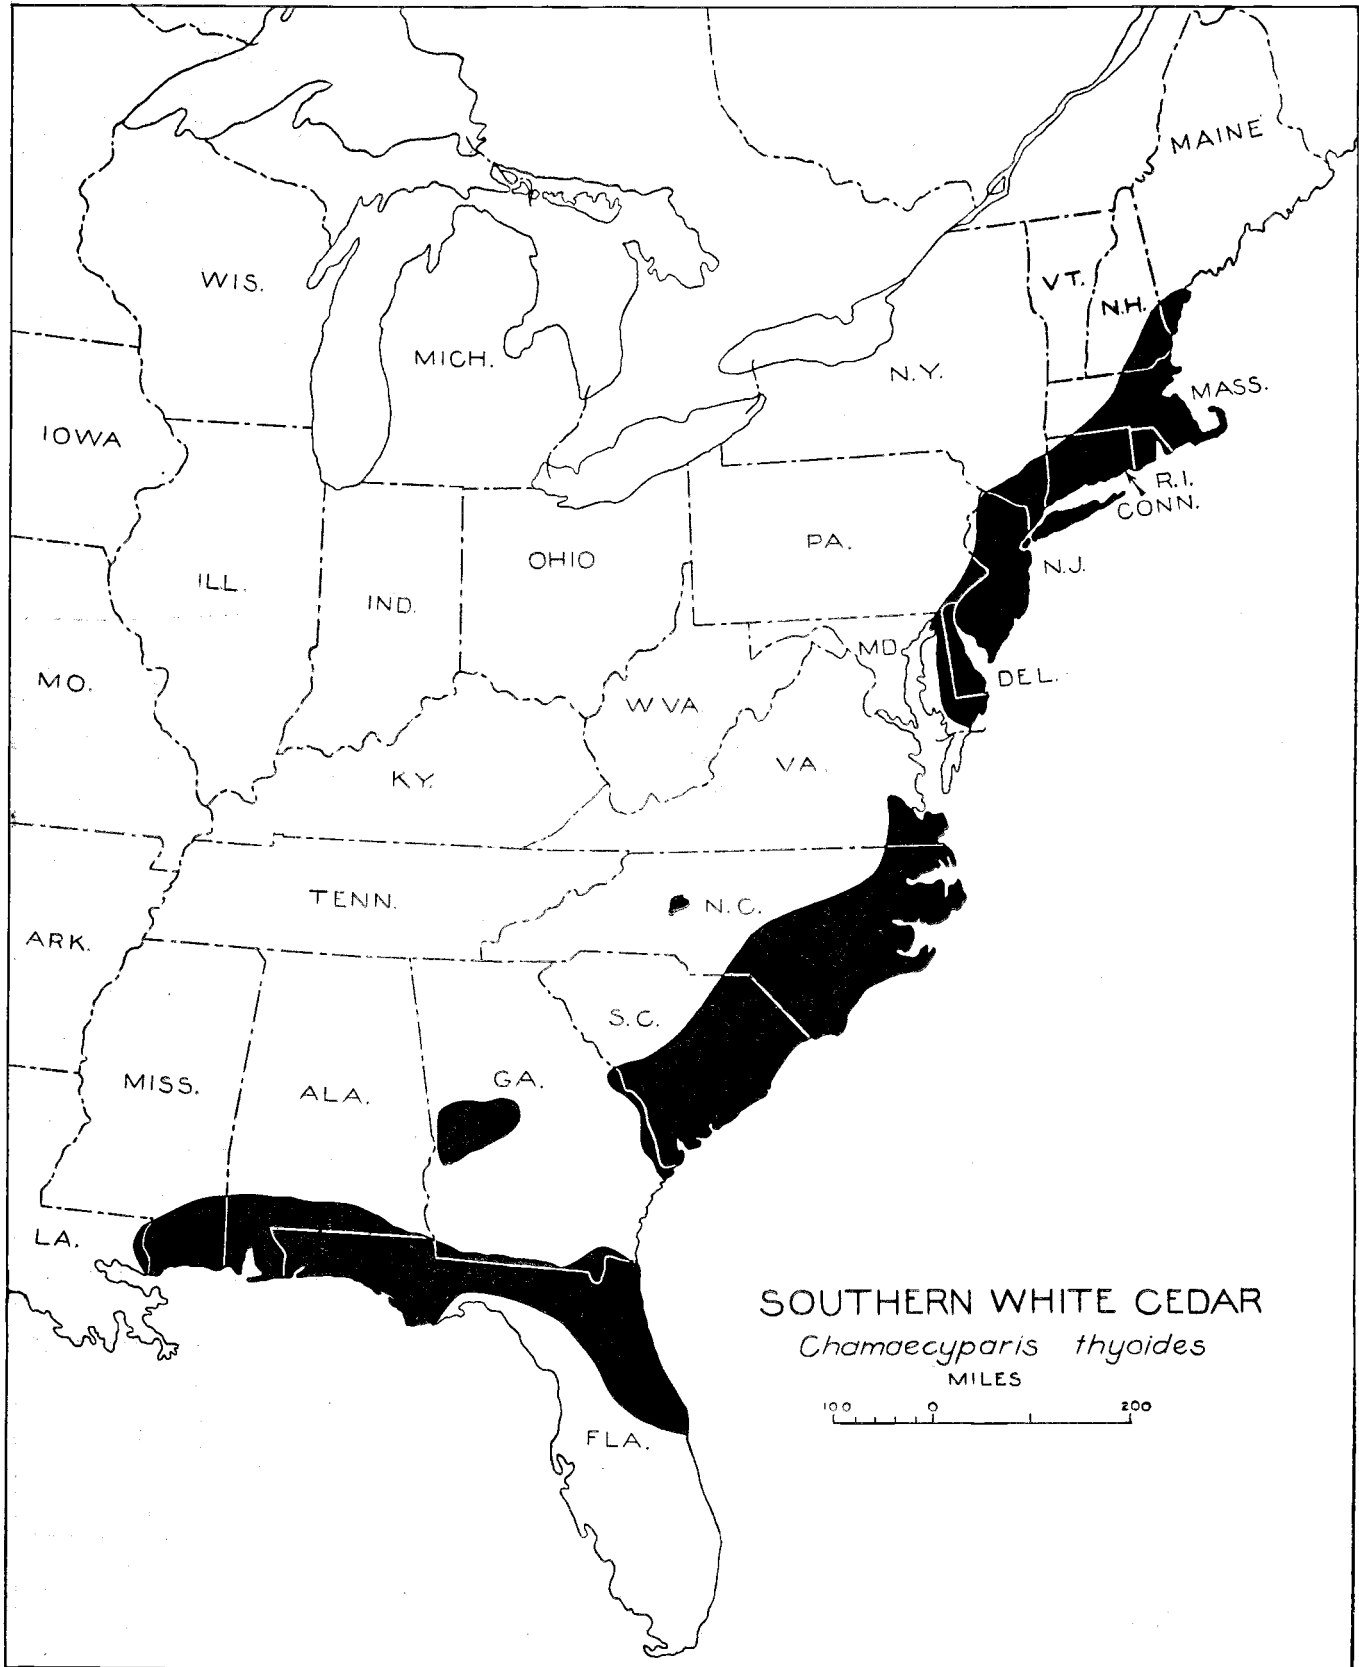 MAINE
WIS.
VT.
N.H.
MICH.
N.Y.
MASS.
IOWA
R.I.
CONN.
PA.
OHIO
N.J.
ILL.
IND.
MD.
DEL.
MO.
W VA
VA.
KY.
TENN.
N.C.
ARK.
S.C.
MISS.
ALA.
GA.
LA.
SOUTHERN WHITE CEDAR
Chamaecyparis thyoides
MILES
100 0 200
FLA.